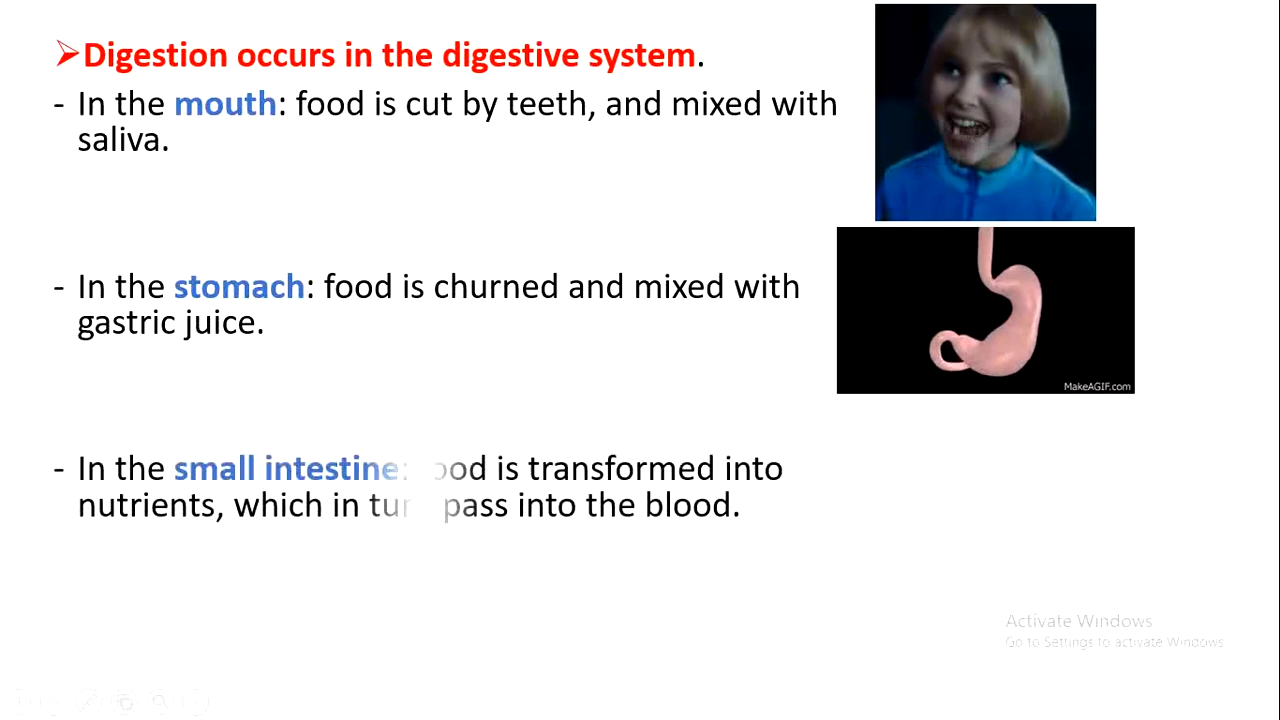 ➢Digestion occurs in the digestive system.
- In the mouth: food is cut by teeth, and mixed with
saliva.
- In the stomach: food is churned and mixed with
gastric juice.
MakeAGIF.com
- In the small intestine: food is transformed into
nutrients, which in turn pass into the blood.
Activate Windows
Go to Settings to activate Windows.